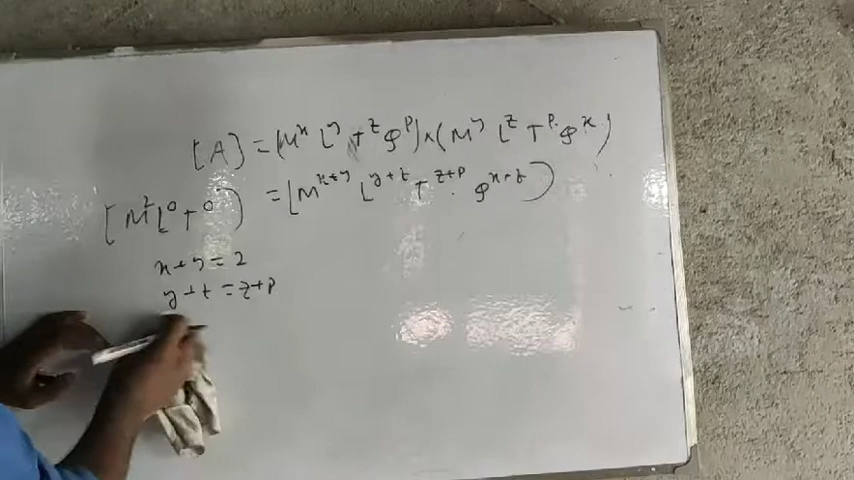 [A] = (M^x L^y T^z φ^p) × (M^y L^z T^p φ^x)
[M^2 L^0 T^0] = [M^(x+y) L^(y+z) T^(z+p) φ^(x+z)]
x+y = 2
y+z = z+p